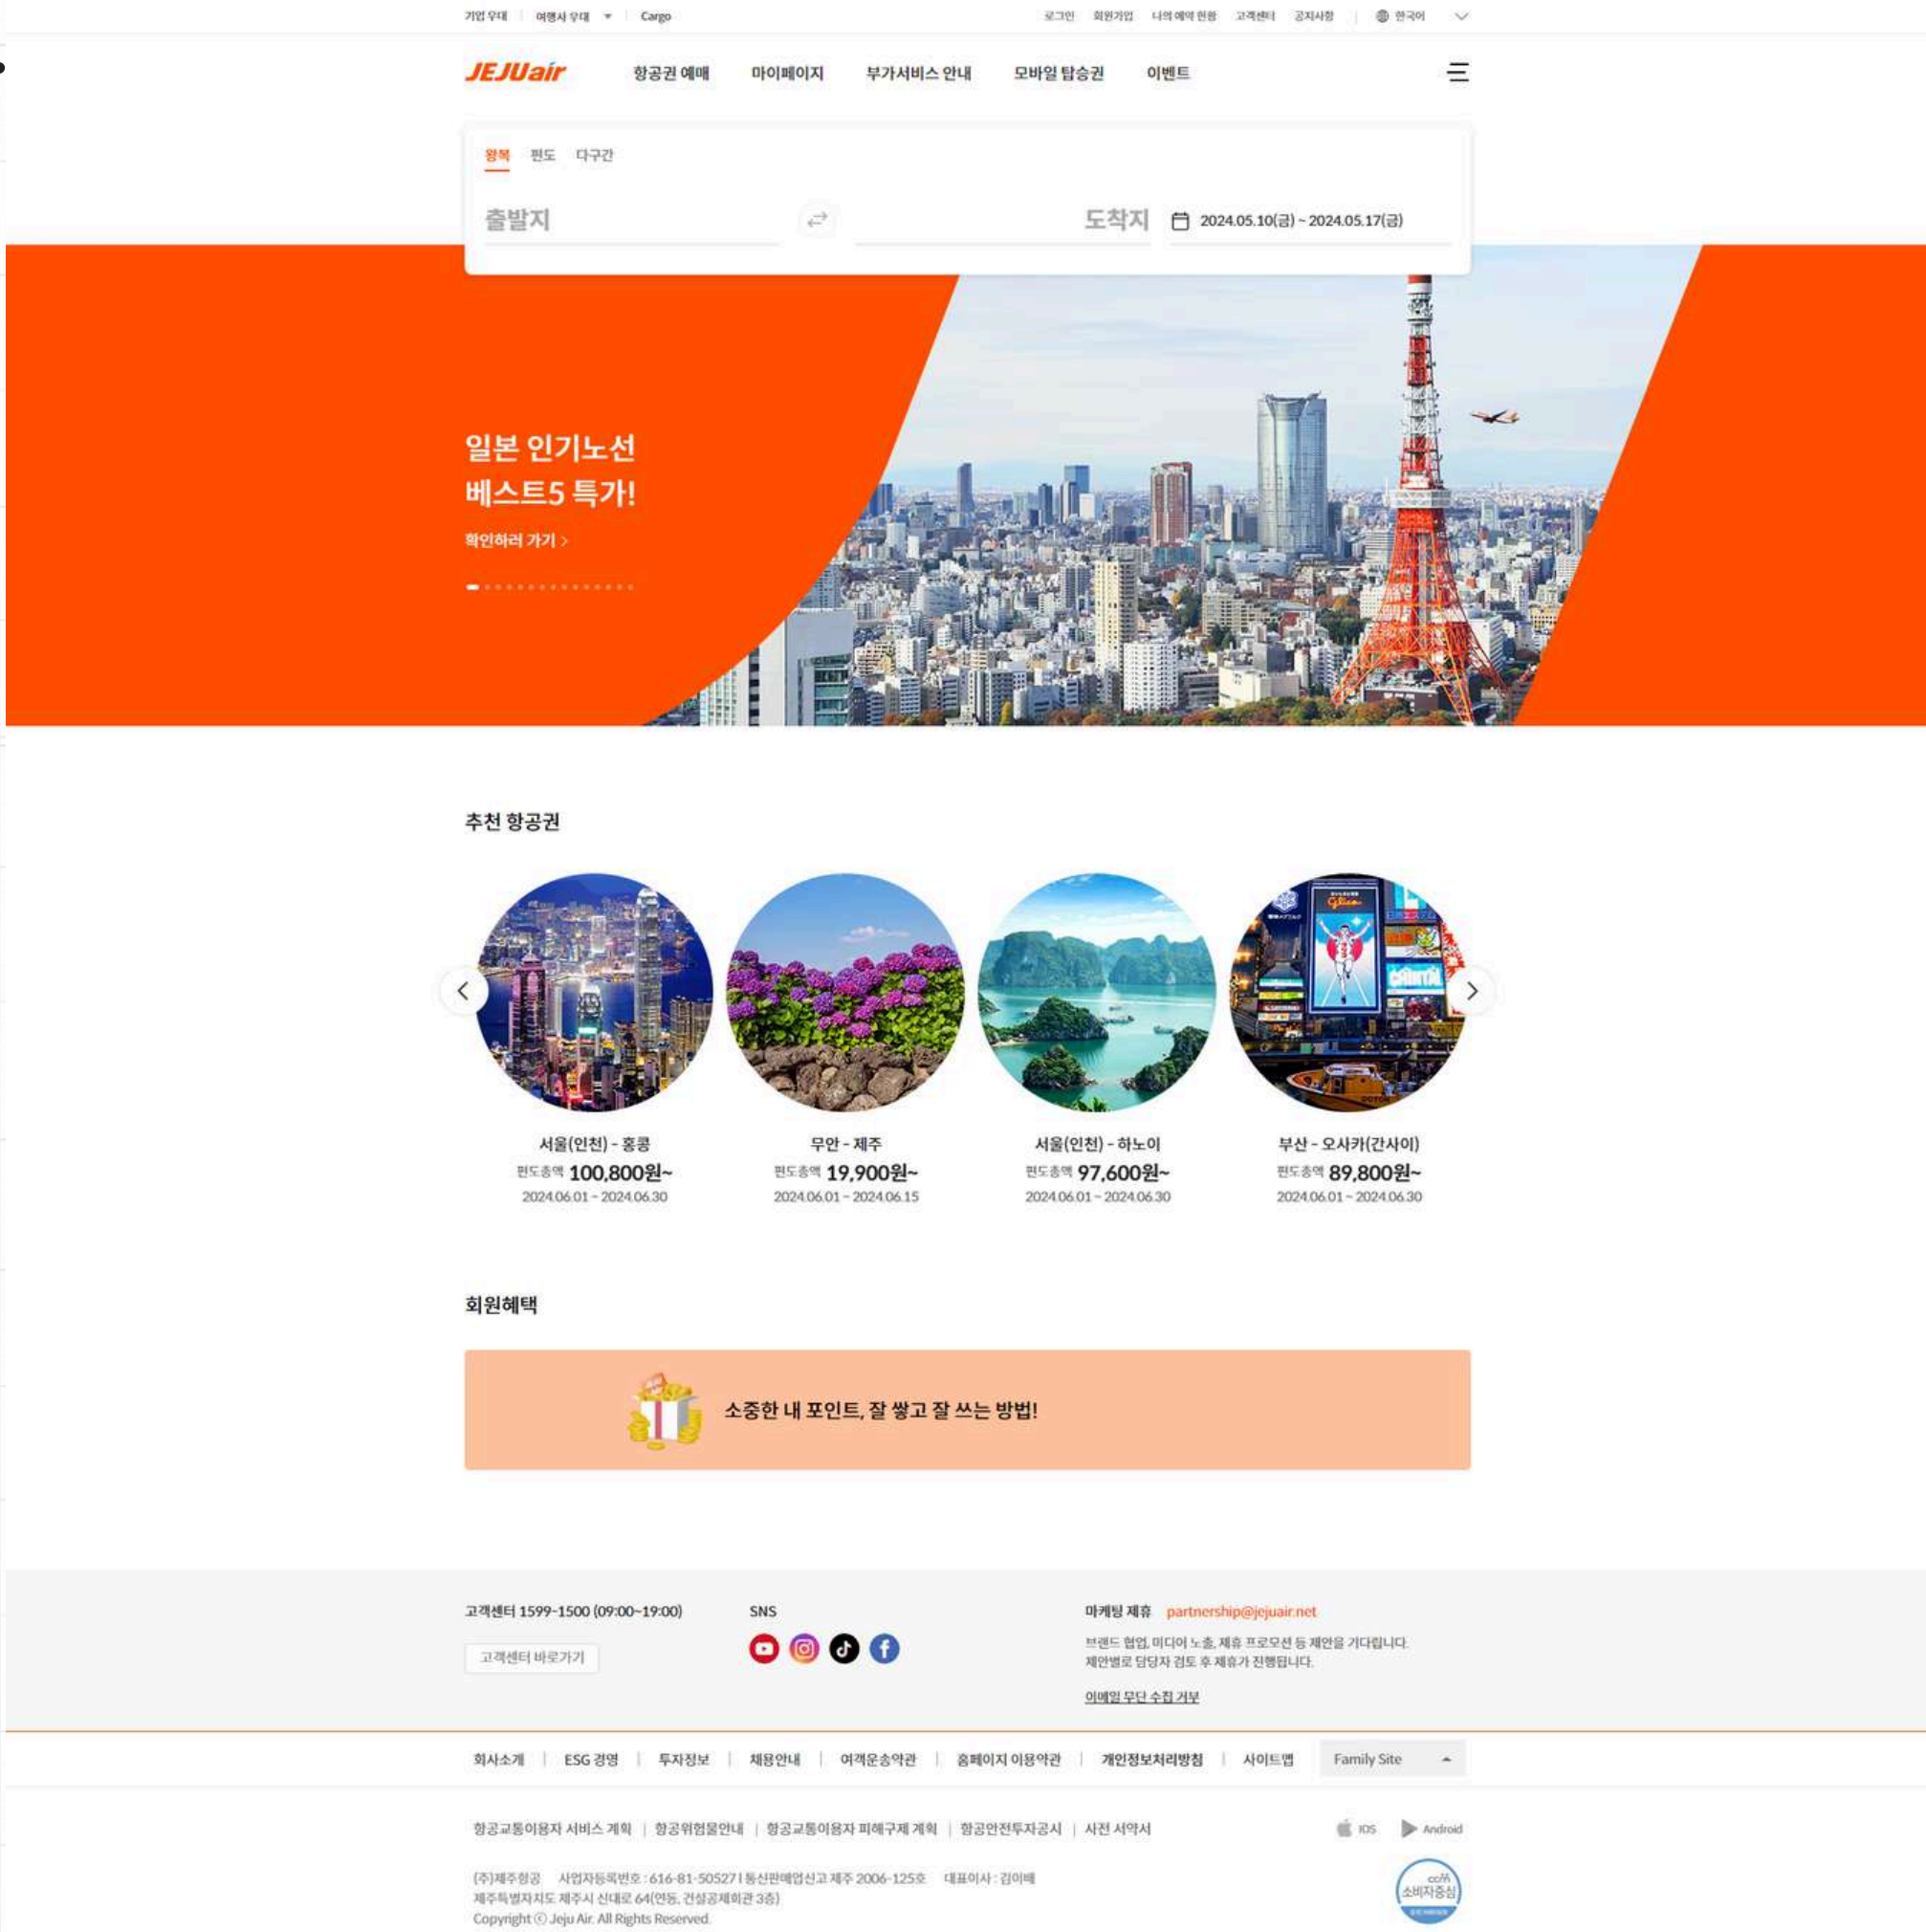 기업 우대
여행사 우대
Cargo
로그인
회원가입
나의 예약 현황
고객센터
공지사항
한국어
JEJUair
항공권 예매
마이페이지
부가서비스 안내
모바일 탑승권
이벤트
왕복
편도
다구간
출발지
도착지
2024.05.10(금) ~ 2024.05.17(금)
일본 인기노선
베스트5 특가!
확인하러 가기 >
추천 항공권
Glico
서울(인천) - 홍콩
편도총액 100,800원~
2024.06.01 ~ 2024.06.30
무안 - 제주
편도총액 19,900원~
2024.06.01 ~ 2024.06.15
서울(인천) - 하노이
편도총액 97,600원~
2024.06.01 ~ 2024.06.30
부산 - 오사카(간사이)
편도총액 89,800원~
2024.06.01 ~ 2024.06.30
회원혜택
소중한 내 포인트, 잘 쌓고 잘 쓰는 방법!
고객센터 1599-1500 (09:00~19:00)
고객센터 바로가기
SNS
마케팅 제휴 partnership@jejuair.net
브랜드 협업, 미디어 노출, 제휴 프로모션 등 제안을 기다립니다.
제안별로 담당자 검토 후 제휴가 진행됩니다.
이메일 무단 수집 거부
회사소개 | ESG 경영 | 투자정보 | 채용안내 | 여객운송약관 | 홈페이지 이용약관 | 개인정보처리방침 | 사이트맵
Family Site
항공교통이용자 서비스 계획 | 항공위험물안내 | 항공교통이용자 피해구제 계획 | 항공안전투자공시 | 사전 서약서
IOS
Android
(주)제주항공 사업자등록번호 : 616-81-50527 l 통신판매업신고 제주 2006-125호 대표이사 : 김이배
제주특별자치도 제주시 신대로 64(연동, 건설공제회관 3층)
Copyright ⓒ Jeju Air. All Rights Reserved.
ccm
소비자중심